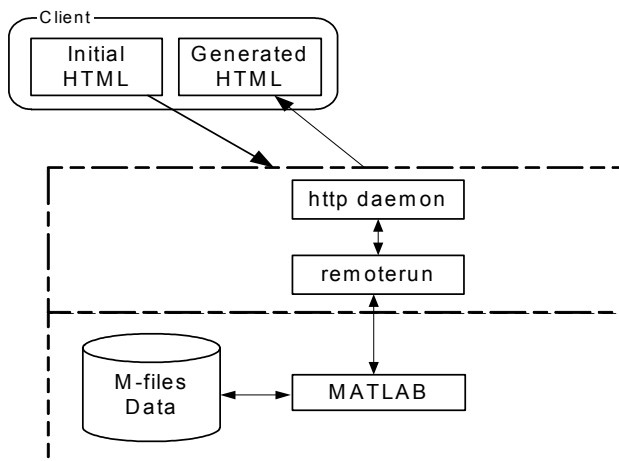 Client
Initial
HTML
Generated
HTML
http daemon
remoterun
M-files
Data
MATLAB